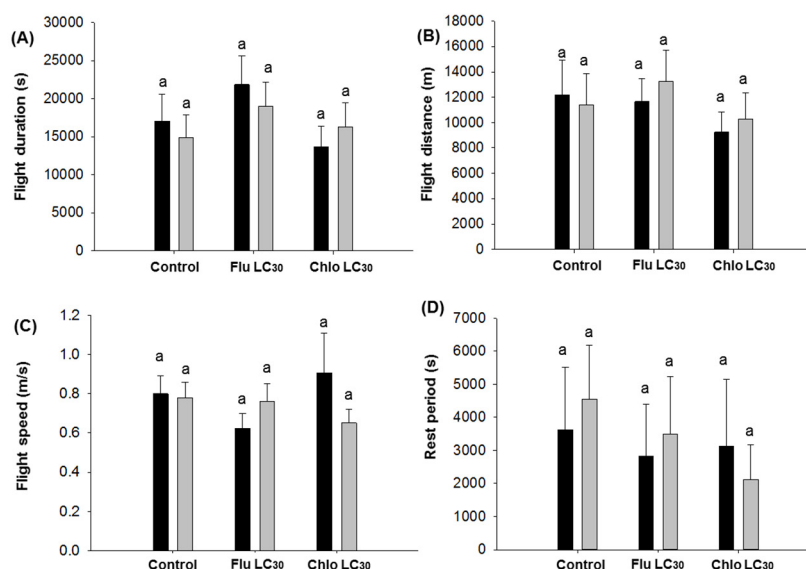 (A)
Flight duration (s)
30000
25000
20000
15000
10000
5000
0
a a a a a a
Control Flu LC30 Chlo LC30
(B)
Flight distance (m)
18000
16000
14000
12000
10000
8000
6000
4000
2000
0
a a a a a a
Control Flu LC30 Chlo LC30
(C)
Flight speed (m/s)
1.2
1.0
0.8
0.6
0.4
0.2
0.0
a a a a a a
Control Flu LC30 Chlo LC30
(D)
Rest period (s)
7000
6000
5000
4000
3000
2000
1000
0
a a a a a a
Control Flu LC30 Chlo LC30